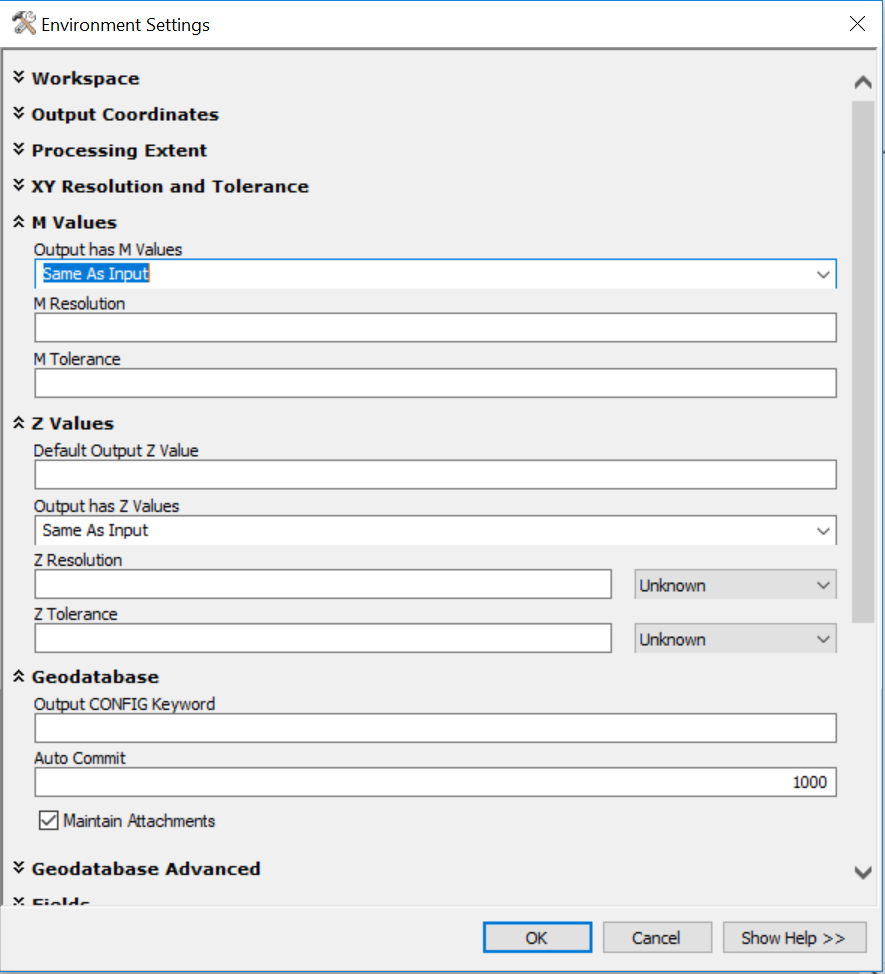 Environment Settings
Workspace
Output Coordinates
Processing Extent
XY Resolution and Tolerance
M Values
Output has M Values
Same As Input
M Resolution
M Tolerance
Z Values
Default Output Z Value
Output has Z Values
Same As Input
Z Resolution
Unknown
Z Tolerance
Unknown
Geodatabase
Output CONFIG Keyword
Auto Commit
1000
Maintain Attachments
Geodatabase Advanced
Fields
OK Cancel Show Help >>